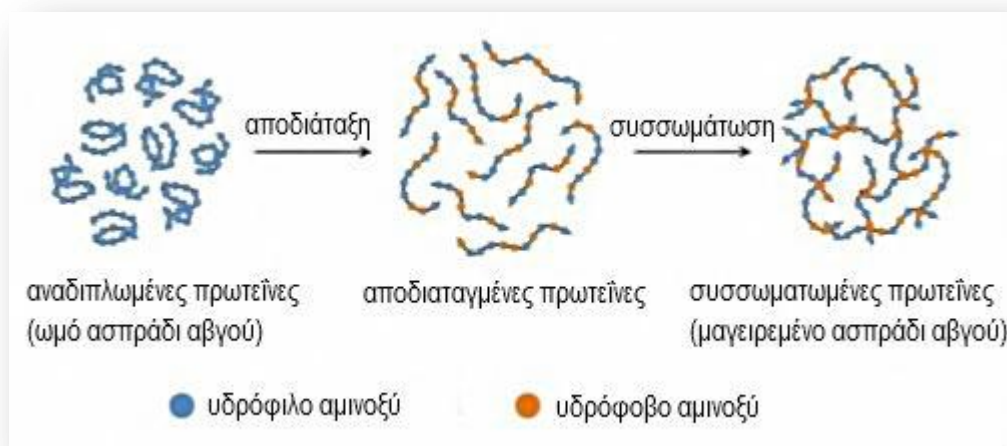 αποδιάταξη
συσσωμάτωση
αναδιπλωμένες πρωτεΐνες
(ωμό ασπράδι αβγού)
αποδιαταγμένες πρωτεΐνες
συσσωματωμένες πρωτεΐνες
(μαγειρεμένο ασπράδι αβγού)
υδρόφιλο αμινοξύ
υδρόφοβο αμινοξύ